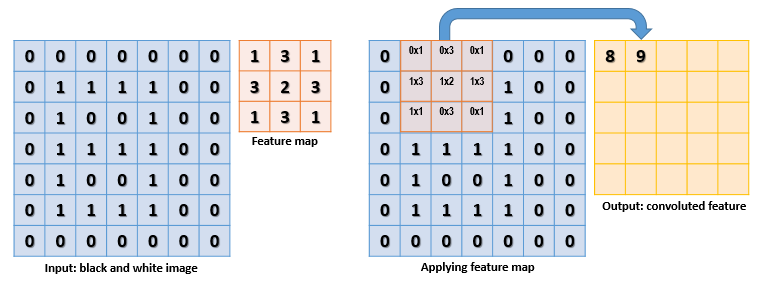 0 0 0 0 0 0 0
0 1 1 1 1 0 0
0 1 0 0 1 0 0
0 1 1 1 1 0 0
0 1 0 0 1 0 0
0 1 1 1 1 0 0
0 0 0 0 0 0 0
Input: black and white image
1 3 1
3 2 3
1 3 1
Feature map
0 0x1 0x3 0x1 0 0 0
0 1x3 1x2 1x3 1 0 0
0 1x1 0x3 0x1 1 0 0
0 1 1 1 1 0 0
0 1 0 0 1 0 0
0 1 1 1 1 0 0
0 0 0 0 0 0 0
Applying feature map
8 9
Output: convoluted feature